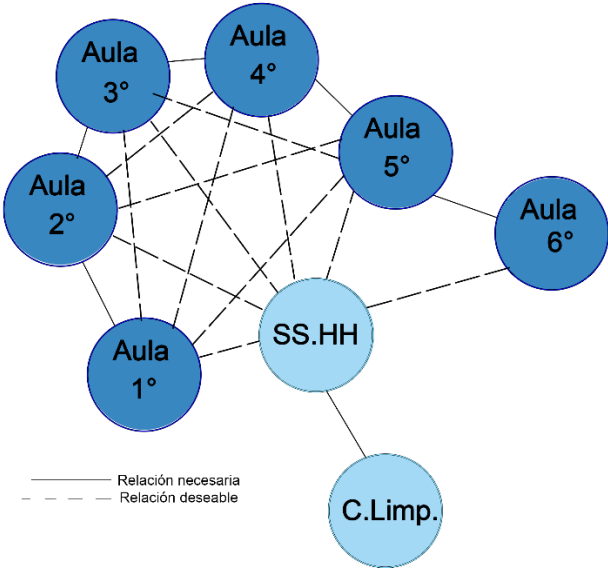 Aula
4°
Aula
3°
Aula
5°
Aula
2°
Aula
6°
SS.HH
Aula
1°
Relación necesaria
Relación deseable
C.Limp.